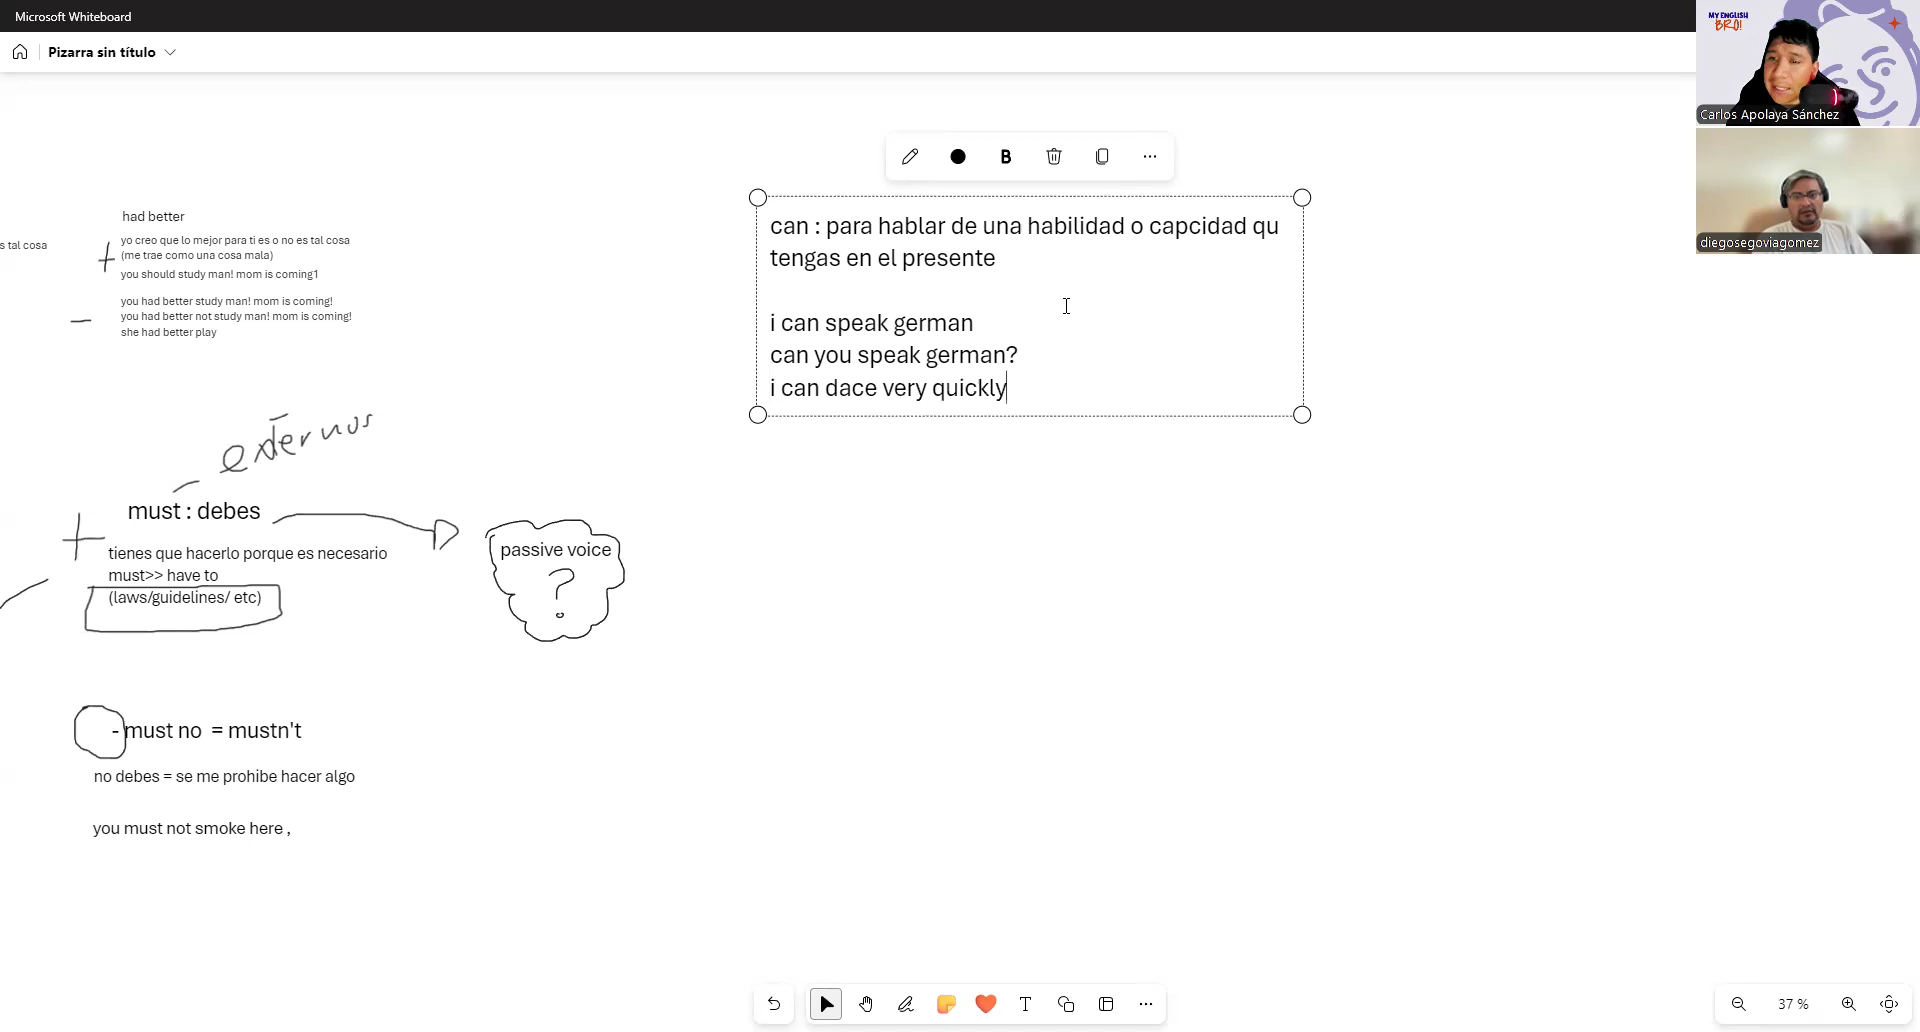 Microsoft Whiteboard
Pizarra sin título
MY ENGLISH
BRO!
Carlos Apolaya Sánchez
diegosegoviagomez
B
can : para hablar de una habilidad o capcidad qu
tengas en el presente
i can speak german
can you speak german?
i can dace very quickly
s tal cosa
had better
yo creo que lo mejor para ti es o no es tal cosa
(me trae como una cosa mala)
you should study man! mom is coming1
you had better study man! mom is coming!
you had better not study man! mom is coming!
she had better play
externos
must : debes
tienes que hacerlo porque es necesario
must>> have to
(laws/guidelines/ etc)
passive voice
?
- must no = mustn't
no debes = se me prohibe hacer algo
you must not smoke here ,
T
37 %